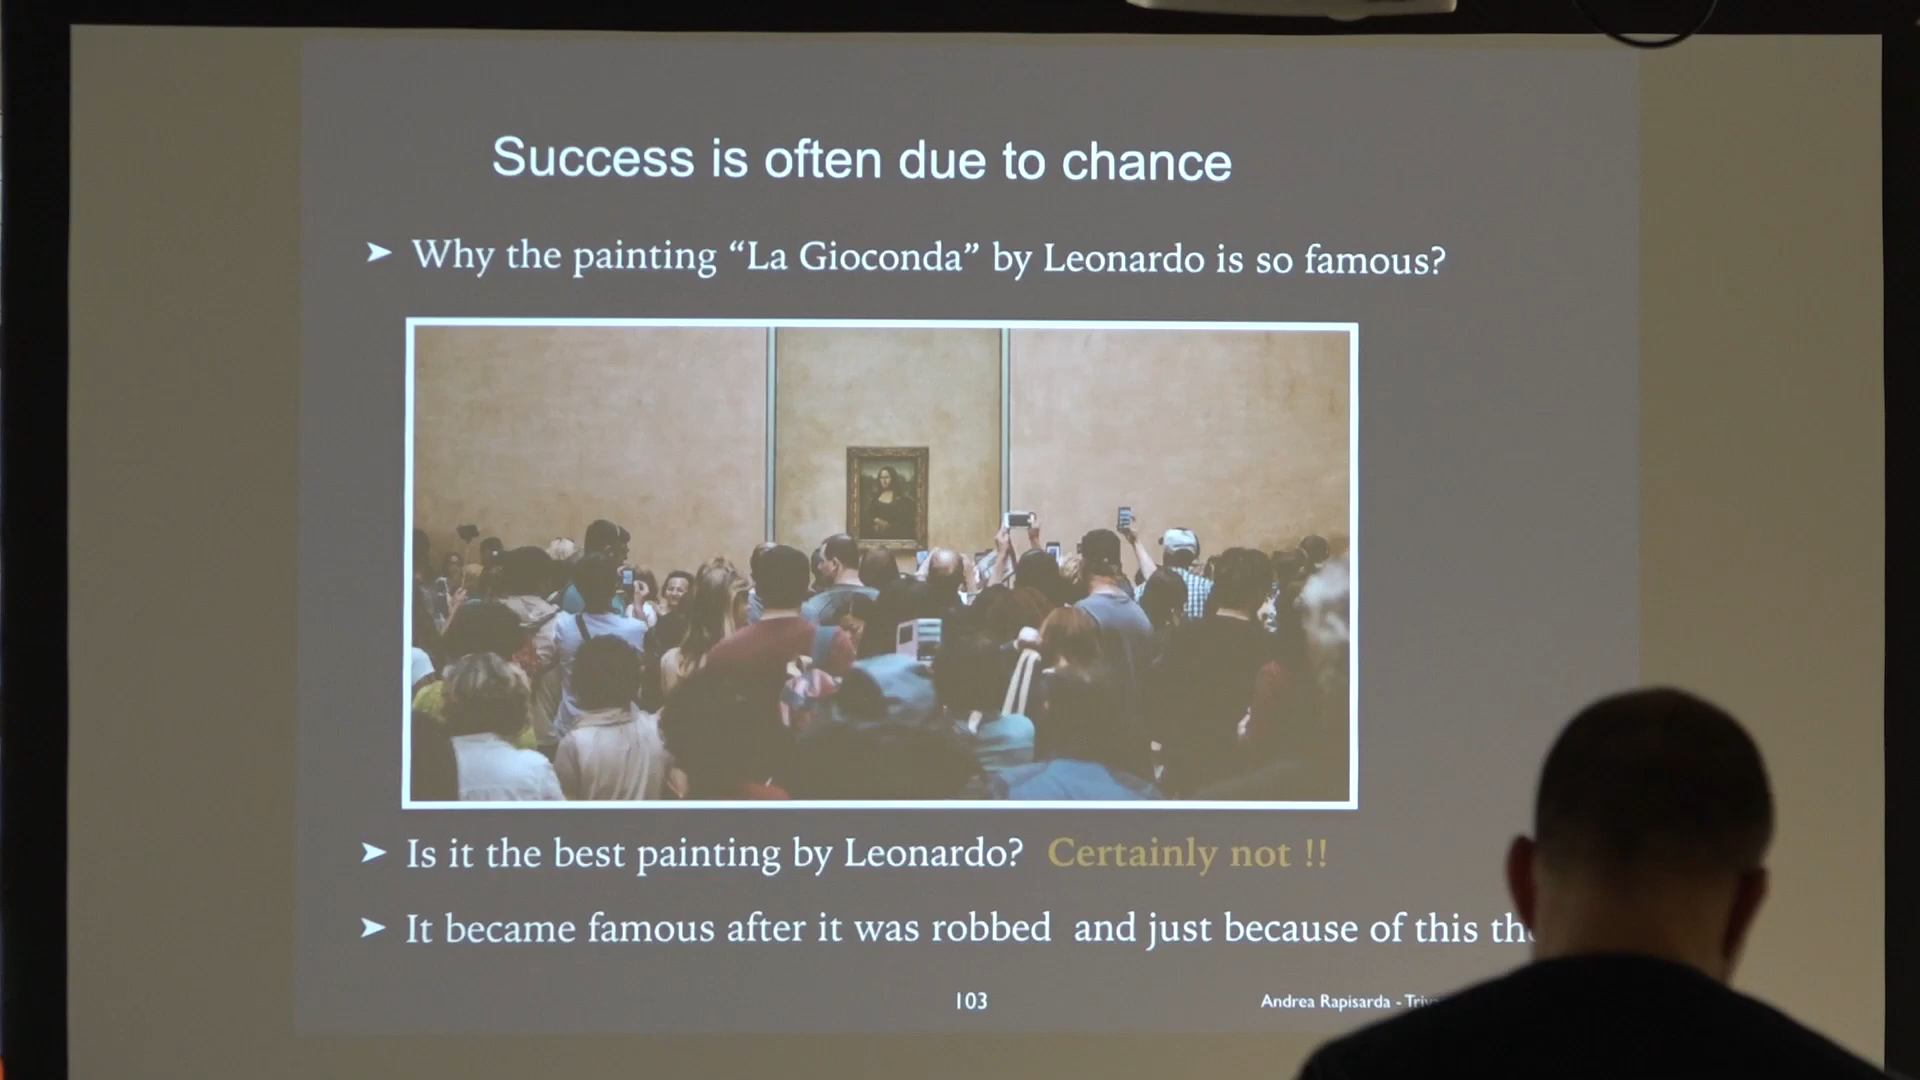 Success is often due to chance
➤ Why the painting “La Gioconda” by Leonardo is so famous?
➤ Is it the best painting by Leonardo? Certainly not !!
➤ It became famous after it was robbed and just because of this
103
Andrea Rapisarda -